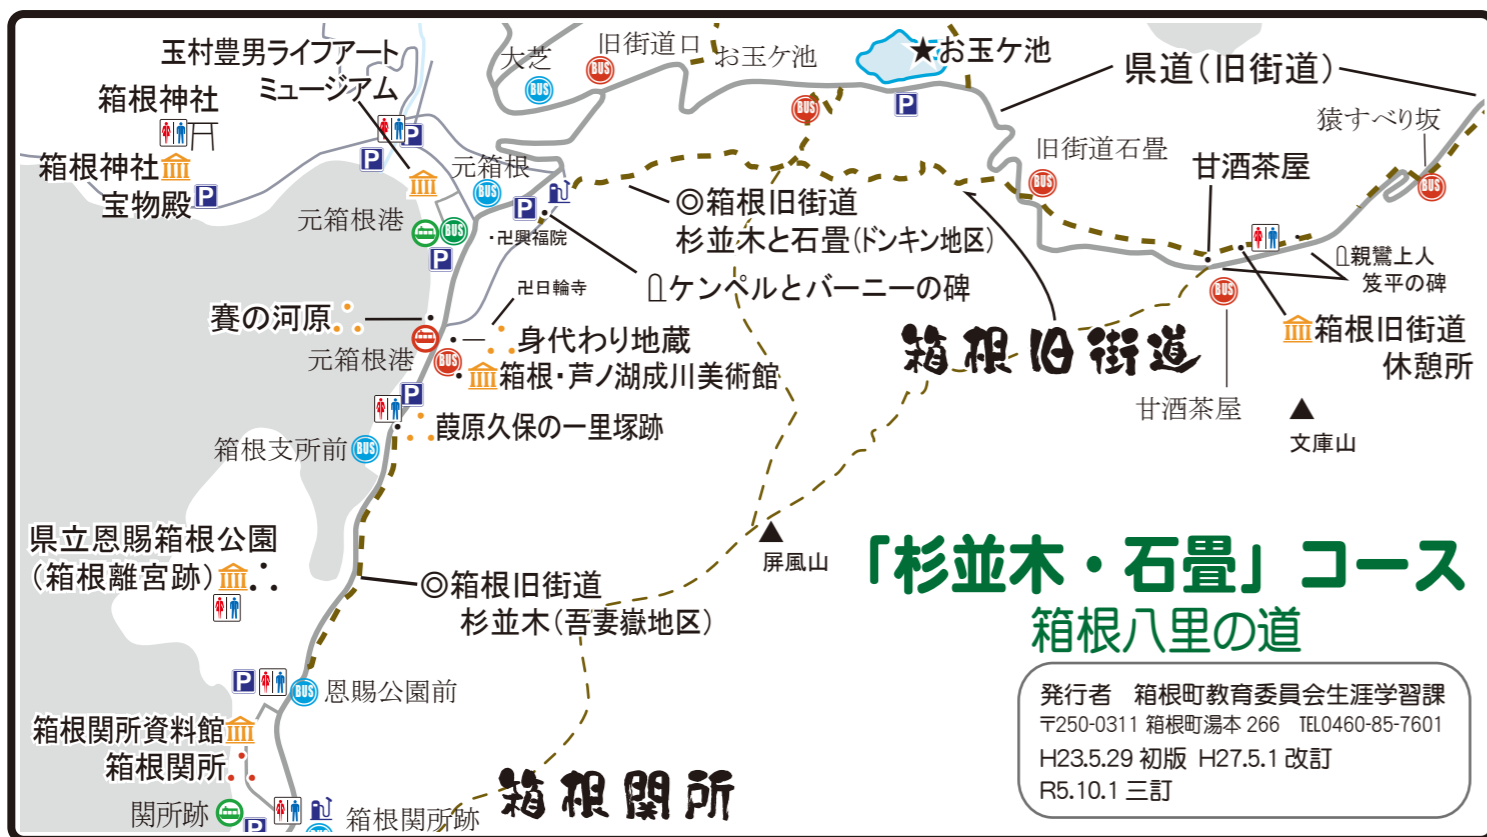 玉村豊男ライフアート
ミュージアム
箱根神社
箱根神社
宝物殿
大芝
旧街道口
お玉ケ池
★お玉ケ池
県道(旧街道)
猿すべり坂
元箱根
元箱根港
・卍興福院
◎箱根旧街道
杉並木と石畳(ドンキン地区)
旧街道石畳
甘酒茶屋
ケンペルとバーニーの碑
親鸞上人
笈平の碑
卍日輪寺
賽の河原
身代わり地蔵
元箱根港
箱根・芦ノ湖成川美術館
箱根旧街道
箱根旧街道
休憩所
葭原久保の一里塚跡
箱根支所前
甘酒茶屋
文庫山
県立恩賜箱根公園
(箱根離宮跡)
屏風山
◎箱根旧街道
杉並木(吾妻嶽地区)
恩賜公園前
箱根関所資料館
箱根関所
関所跡
箱根関所跡
箱根関所
「杉並木・石畳」コース
箱根八里の道
発行者 箱根町教育委員会生涯学習課
〒250-0311 箱根町湯本 266 TEL0460-85-7601
H23.5.29 初版 H27.5.1 改訂
R5.10.1 三訂
BUS
BUS
BUS
BUS
BUS
BUS
BUS
BUS
BUS
BUS
BUS
P
P
P
P
P
P
P
P
P